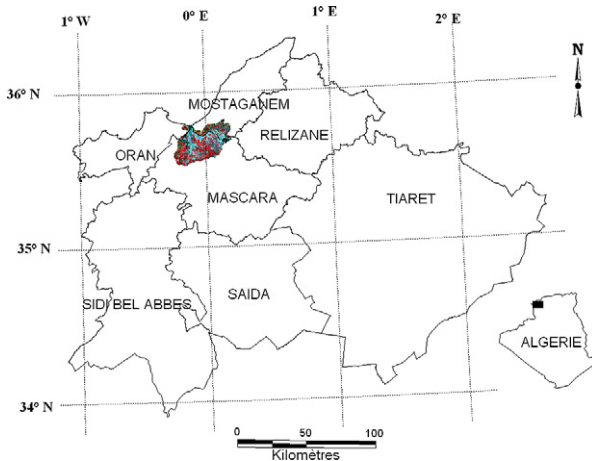 1° W
0° E
1° E
2° E
N
36° N
MOSTAGANEM
RELIZANE
ORAN
MASCARA
TIARET
35° N
SIDI BEL ABBES
SAIDA
ALGERIE
34° N
0 50 100
Kilomètres